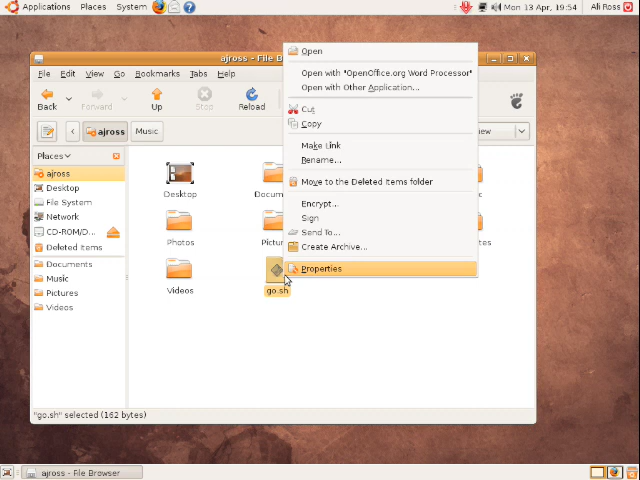 Applications Places System
Mon 13 Apr, 19:54 Ali Ross
ajross - File B
File Edit View Go Bookmarks Tabs Help
Back Forward Up Stop Reload
ajross Music
Places
ajross
Desktop
File System
Network
CD-ROM/D...
Deleted Items
Documents
Music
Pictures
Videos
Desktop
Docum
Photos
Pictur
Videos
go.sh
Open
Open with "OpenOffice.org Word Processor"
Open with Other Application...
Cut
Copy
Make Link
Rename...
Move to the Deleted Items folder
Encrypt...
Sign
Send To...
Create Archive...
Properties
"go.sh" selected (162 bytes)
ajross - File Browser